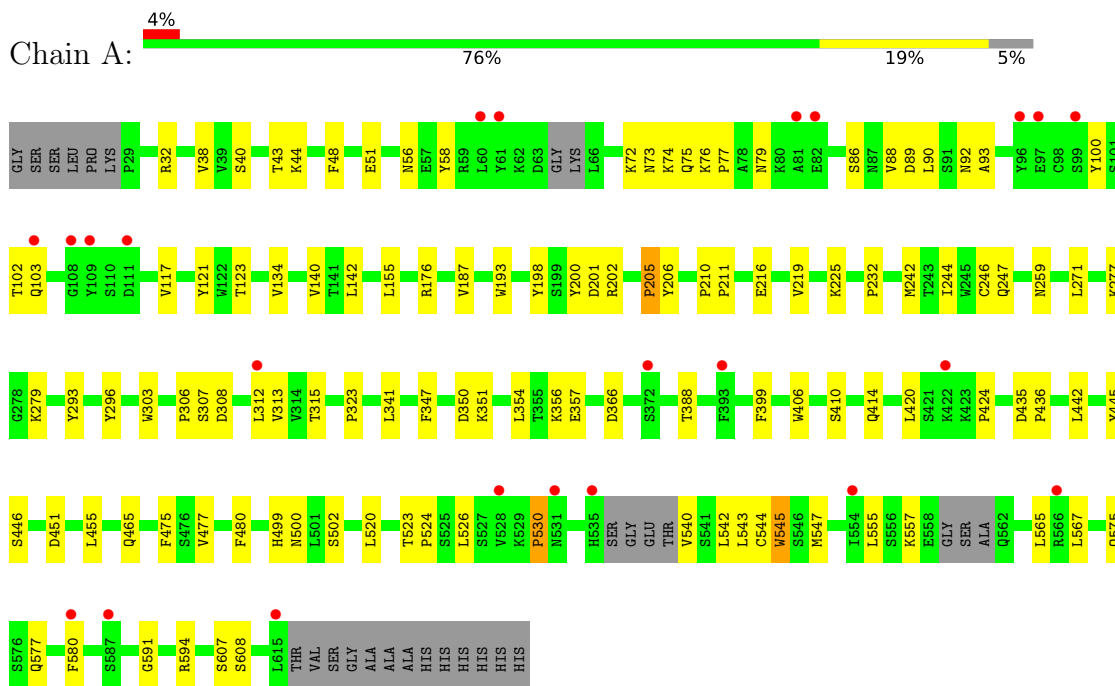 4%
Chain A:
76% 19% 5%
GLY SER SER LEU PRO LYS P29 R32 V38 V39 S40 T43 K44 F48 E51 N56 E57 Y58 R59 L60 Y61 K62 D63 GLY LYS L66 K72 N73 K74 Q75 K76 P77 A78 N79 K80 A81 E82 S86 N87 V88 D89 L90 S91 N92 A93 Y96 E97 C98 S99 Y100 S101
T102 Q103 G108 Y109 S110 D111 V117 Y121 W122 T123 V134 V140 T141 L142 L155 R176 V187 W193 Y198 S199 Y200 D201 R202 P205 Y206 P210 P211 E216 V219 K225 P232 M242 T243 I244 W245 C246 Q247 N259 L271 K277
G278 K279 Y293 Y296 W303 P306 S307 D308 L312 V313 V314 T315 P323 L341 F347 D350 K351 L354 T355 K356 E357 D366 S372 T388 F393 F399 W406 S410 Q414 L420 S421 K422 K423 P424 D435 P436 L442 Y445
S446 D451 L455 Q465 F475 S476 V477 F480 H499 N500 L501 S502 L520 T523 P524 S525 L526 S527 V528 K529 P530 N531 H535 SER GLY GLU THR V540 S541 L542 L543 C544 W545 S546 M547 I554 L555 S556 K557 E558 GLY SER ALA Q562 L565 R566 L567 Q575
S576 Q577 F580 S587 G591 R594 S607 S608 L615 THR VAL SER GLY ALA ALA ALA HIS HIS HIS HIS HIS HIS